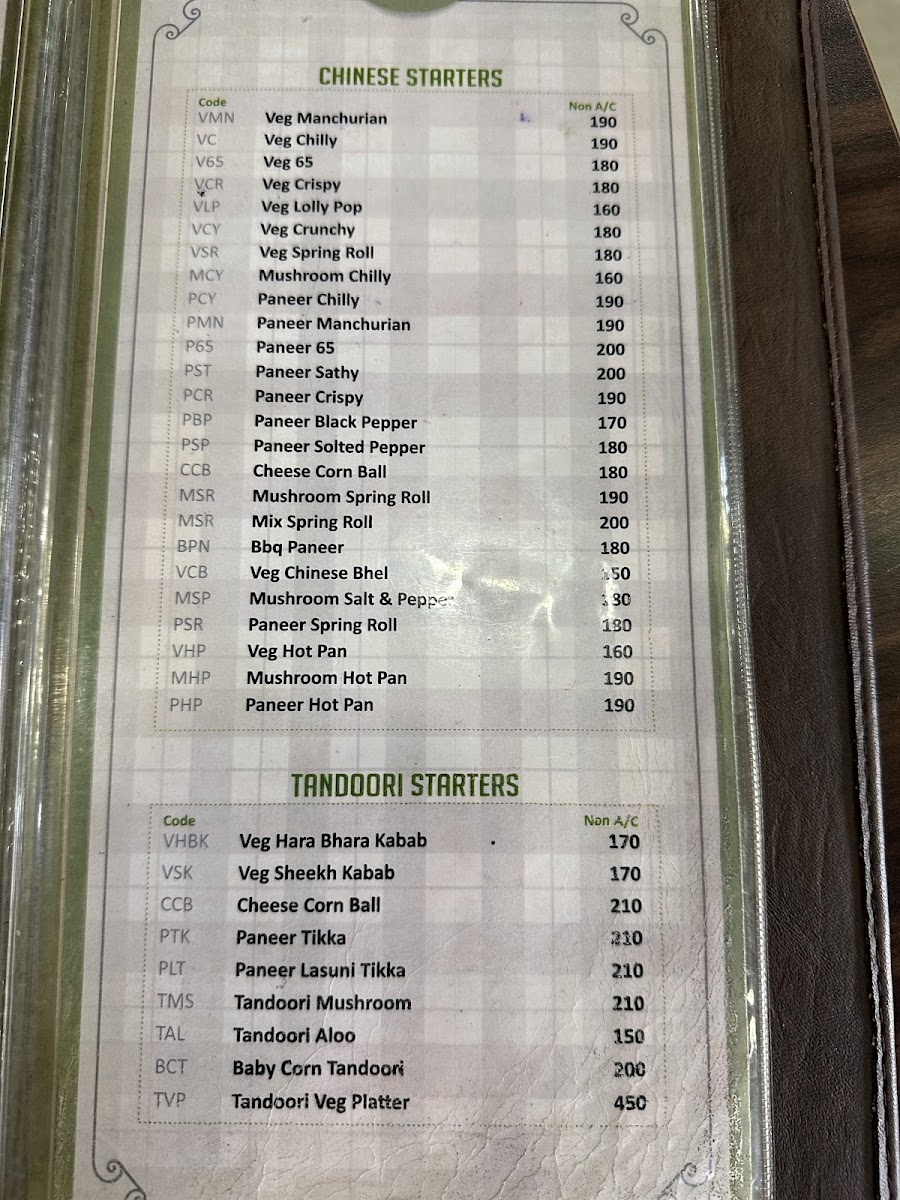 CHINESE STARTERS
Code Non A/C
VMN Veg Manchurian 190
VC Veg Chilly 190
V65 Veg 65 180
VCR Veg Crispy 180
VLP Veg Lolly Pop 160
VCY Veg Crunchy 180
VSR Veg Spring Roll 180
MCY Mushroom Chilly 160
PCY Paneer Chilly 190
PMN Paneer Manchurian 190
P65 Paneer 65 200
PST Paneer Sathy 200
PCR Paneer Crispy 190
PBP Paneer Black Pepper 170
PSP Paneer Solted Pepper 180
CCB Cheese Corn Ball 180
MSR Mushroom Spring Roll 190
MSR Mix Spring Roll 200
BPN Bbq Paneer 180
VCB Veg Chinese Bhel
MSP Mushroom Salt & Pepper
PSR Paneer Spring Roll 180
VHP Veg Hot Pan 160
MHP Mushroom Hot Pan 190
PHP Paneer Hot Pan 190
TANDOORI STARTERS
Code Non A/C
VHBK Veg Hara Bhara Kabab 170
VSK Veg Sheekh Kabab 170
CCB Cheese Corn Ball 210
PTK Paneer Tikka 210
PLT Paneer Lasuni Tikka 210
TMS Tandoori Mushroom 210
TAL Tandoori Aloo 150
BCT Baby Corn Tandoori 200
TVP Tandoori Veg Platter 450